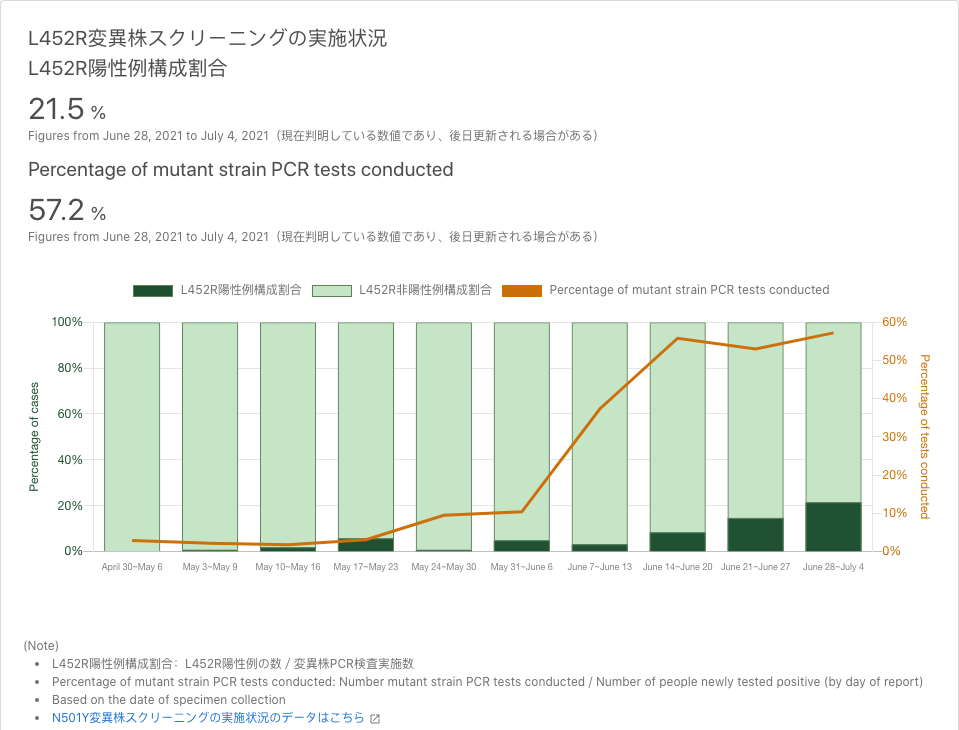 L452R変異株スクリーニングの実施状況
L452R陽性例構成割合
21.5 %
Figures from June 28, 2021 to July 4, 2021（現在判明している数値であり、後日更新される場合がある）
Percentage of mutant strain PCR tests conducted
57.2 %
Figures from June 28, 2021 to July 4, 2021（現在判明している数値であり、後日更新される場合がある）
L452R陽性例構成割合 L452R非陽性例構成割合 Percentage of mutant strain PCR tests conducted
100% 60%
80% 50%
60% 40%
40% 30%
20% 20%
0% 10%
0%
Percentage of cases
Percentage of tests conducted
April 30~May 6 May 3~May 9 May 10~May 16 May 17~May 23 May 24~May 30 May 31~June 6 June 7~June 13 June 14~June 20 June 21~June 27 June 28~July 4
(Note)
• L452R陽性例構成割合：L452R陽性例の数 / 変異株PCR検査実施数
• Percentage of mutant strain PCR tests conducted: Number mutant strain PCR tests conducted / Number of people newly tested positive (by day of report)
• Based on the date of specimen collection
• N501Y変異株スクリーニングの実施状況のデータはこちら